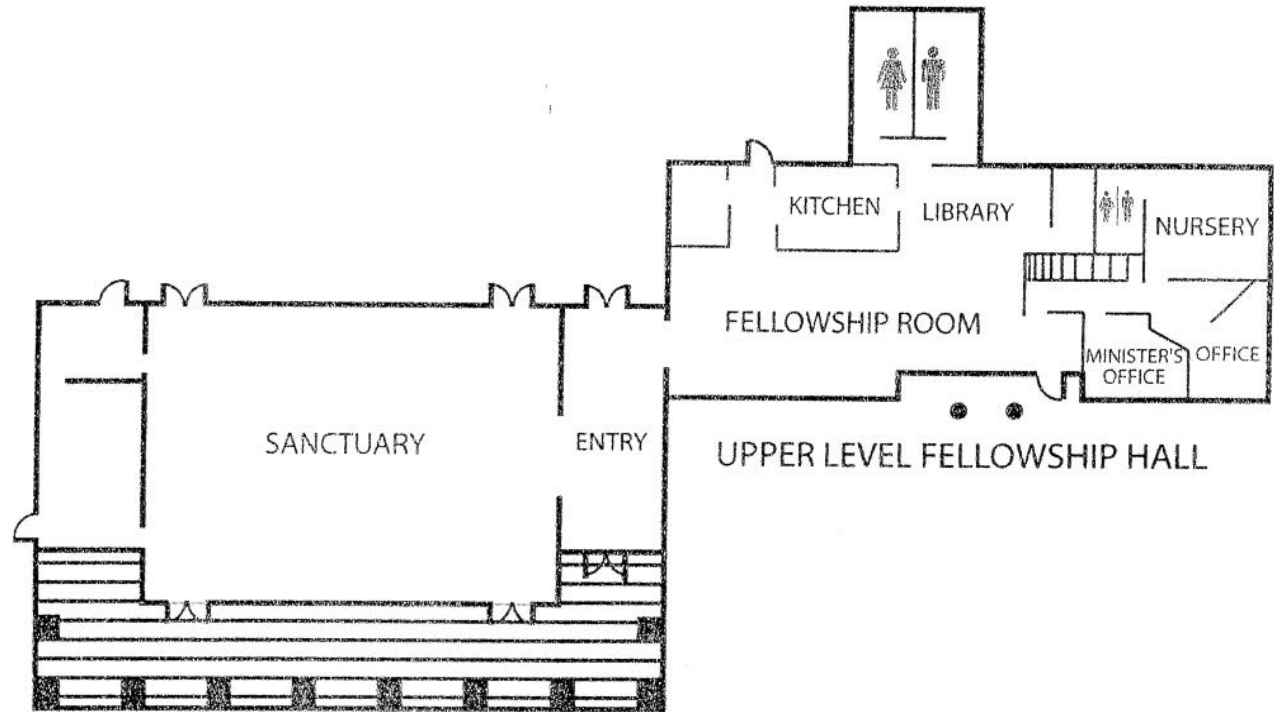 KITCHEN
LIBRARY
NURSERY
FELLOWSHIP ROOM
MINISTER'S
OFFICE
OFFICE
SANCTUARY
ENTRY
UPPER LEVEL FELLOWSHIP HALL